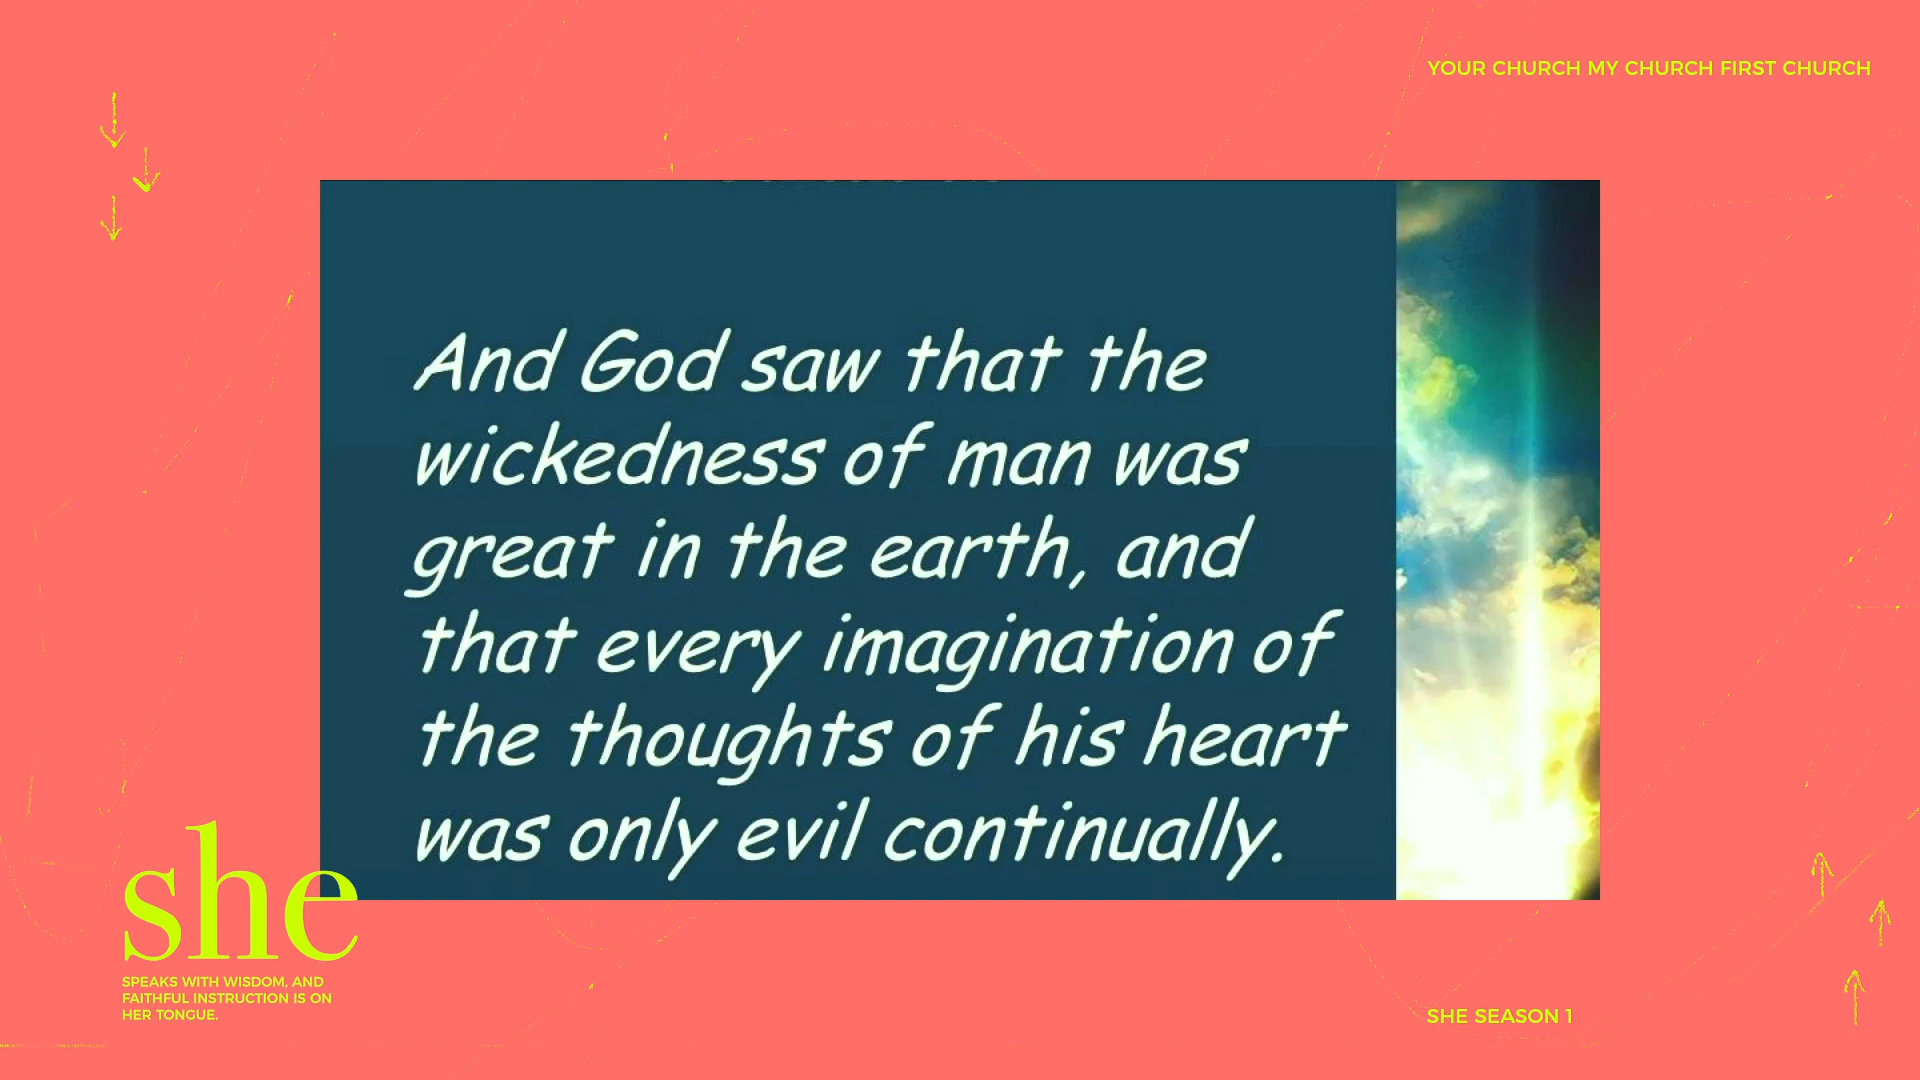 YOUR CHURCH MY CHURCH FIRST CHURCH
And God saw that the
wickedness of man was
great in the earth, and
that every imagination of
the thoughts of his heart
was only evil continually.
she
SPEAKS WITH WISDOM, AND
FAITHFUL INSTRUCTION IS ON
HER TONGUE.
SHE SEASON 1